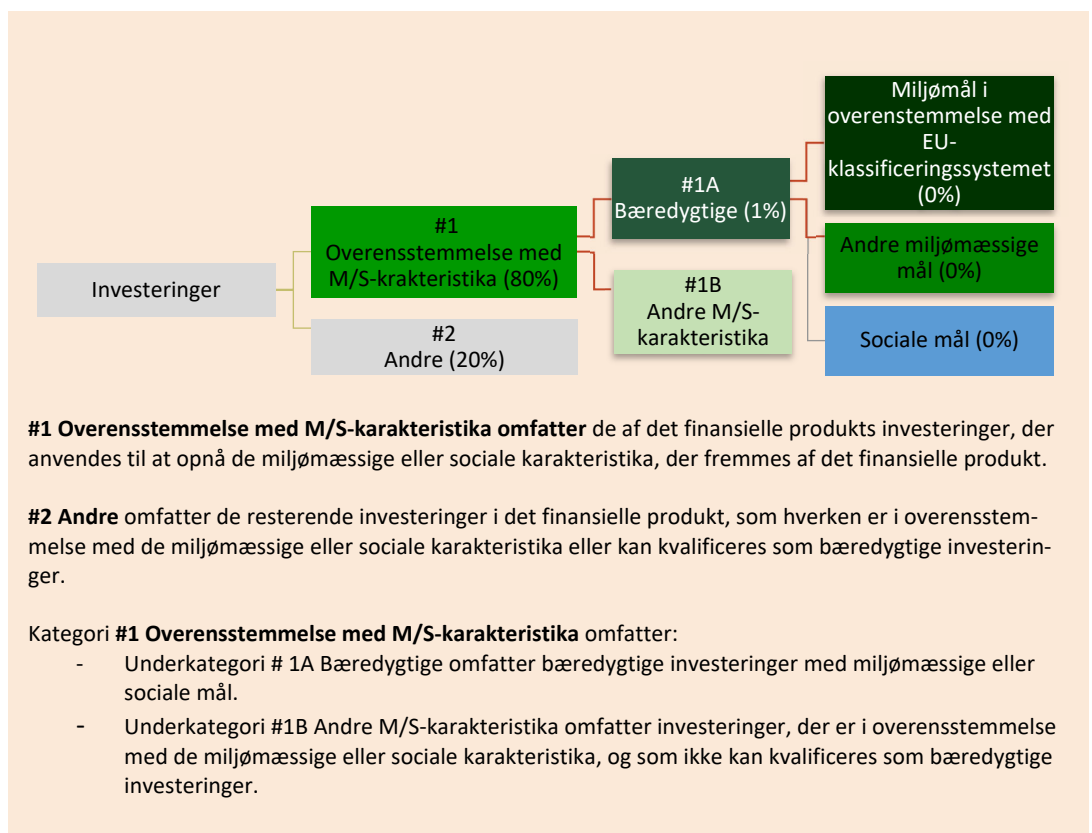 Investeringer
#1
Overensstemmelse med
M/S-krakteristika (80%)
#2
Andre (20%)
#1A
Bæredygtige (1%)
#1B
Andre M/S-
karakteristika
Miljømål i
overenstemmelse med
EU-
klassificeringssystemet
(0%)
Andre miljømæssige
mål (0%)
Sociale mål (0%)
#1 Overensstemmelse med M/S-karakteristika omfatter de af det finansielle produkts investeringer, der
anvendes til at opnå de miljømæssige eller sociale karakteristika, der fremmes af det finansielle produkt.
#2 Andre omfatter de resterende investeringer i det finansielle produkt, som hverken er i overensstem-
melse med de miljømæssige eller sociale karakteristika eller kan kvalificeres som bæredygtige investerin-
ger.
Kategori #1 Overensstemmelse med M/S-karakteristika omfatter:
- Underkategori # 1A Bæredygtige omfatter bæredygtige investeringer med miljømæssige eller
sociale mål.
- Underkategori #1B Andre M/S-karakteristika omfatter investeringer, der er i overensstemmelse
med de miljømæssige eller sociale karakteristika, og som ikke kan kvalificeres som bæredygtige
investeringer.